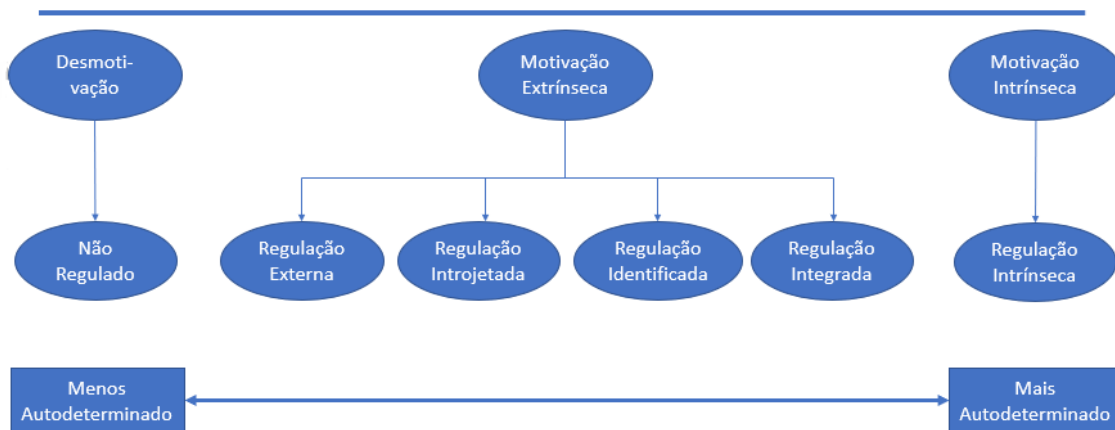 Desmoti-
vação
Motivação
Extrínseca
Motivação
Intrínseca
Não
Regulado
Regulação
Externa
Regulação
Introjetada
Regulação
Identificada
Regulação
Integrada
Regulação
Intrínseca
Menos
Autodeterminado
Mais
Autodeterminado